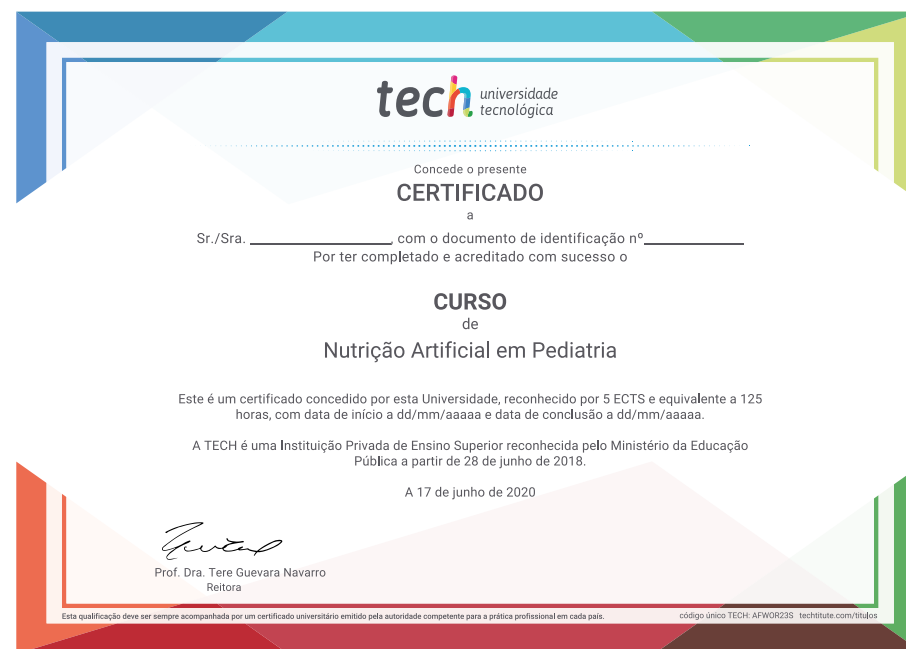 tech universidade
tecnológica
Concede o presente
CERTIFICADO
a
Sr./Sra. ________________, com o documento de identificação nº____________
Por ter completado e acreditado com sucesso o
CURSO
de
Nutrição Artificial em Pediatria
Este é um certificado concedido por esta Universidade, reconhecido por 5 ECTS e equivalente a 125
horas, com data de início a dd/mm/aaaaa e data de conclusão a dd/mm/aaaaa.
A TECH é uma Instituição Privada de Ensino Superior reconhecida pelo Ministério da Educação
Pública a partir de 28 de junho de 2018.
A 17 de junho de 2020
Prof. Dra. Tere Guevara Navarro
Reitora
Esta qualificação deve ser sempre acompanhada por um certificado universitário emitido pela autoridade competente para a prática profissional em cada país.
código único TECH: AFWOR23S techtitute.com/titulos